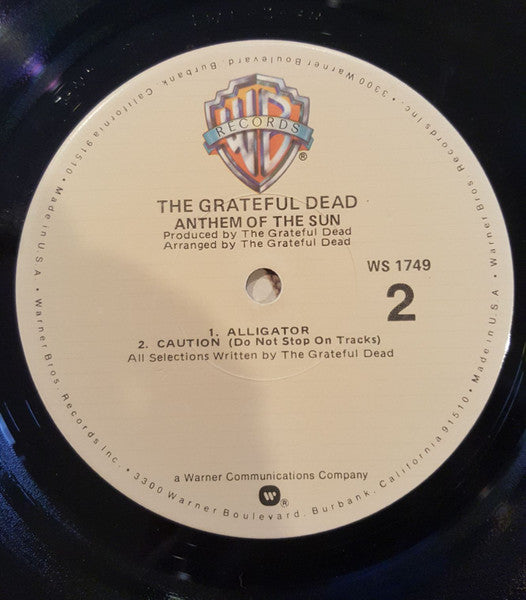 WB
RECORDS
®
THE GRATEFUL DEAD
ANTHEM OF THE SUN
Produced by The Grateful Dead
Arranged by The Grateful Dead
WS 1749
2
1. ALLIGATOR
2. CAUTION (Do Not Stop On Tracks)
All Selections Written by The Grateful Dead
a Warner Communications Company
®
Warner Bros. Records Inc. • 3300 Warner Boulevard, Burbank, California 91510 • Made in U.S.A. • Warner Bros. Records Inc. • 3300 Warner Boulevard, Burbank, California 91510 • Made in U.S.A. •